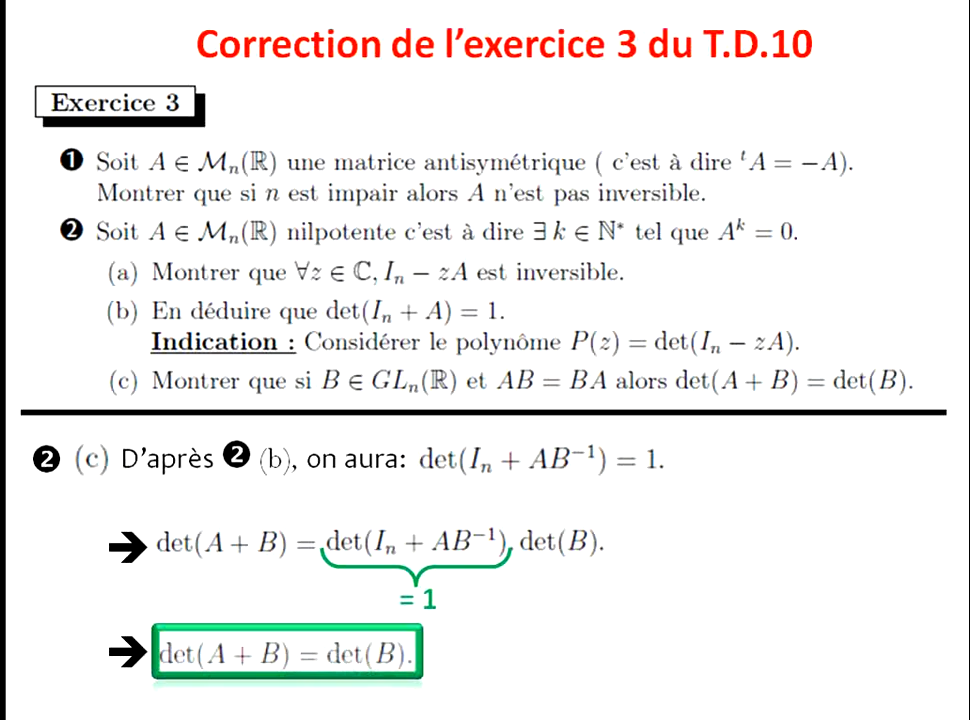 Correction de l'exercice 3 du T.D.10
Exercice 3
❶ Soit A ∈ ℳₙ(ℝ) une matrice antisymétrique ( c'est à dire ᵗA = −A).
Montrer que si n est impair alors A n'est pas inversible.
❷ Soit A ∈ ℳₙ(ℝ) nilpotente c'est à dire ∃ k ∈ ℕ* tel que Aᵏ = 0.
(a) Montrer que ∀z ∈ ℂ, Iₙ − zA est inversible.
(b) En déduire que det(Iₙ + A) = 1.
Indication : Considérer le polynôme P(z) = det(Iₙ − zA).
(c) Montrer que si B ∈ GLₙ(ℝ) et AB = BA alors det(A + B) = det(B).
❷ (c) D'après ❷ (b), on aura: det(Iₙ + AB⁻¹) = 1.
➔ det(A + B) = det(Iₙ + AB⁻¹) det(B).
= 1
➔ det(A + B) = det(B).